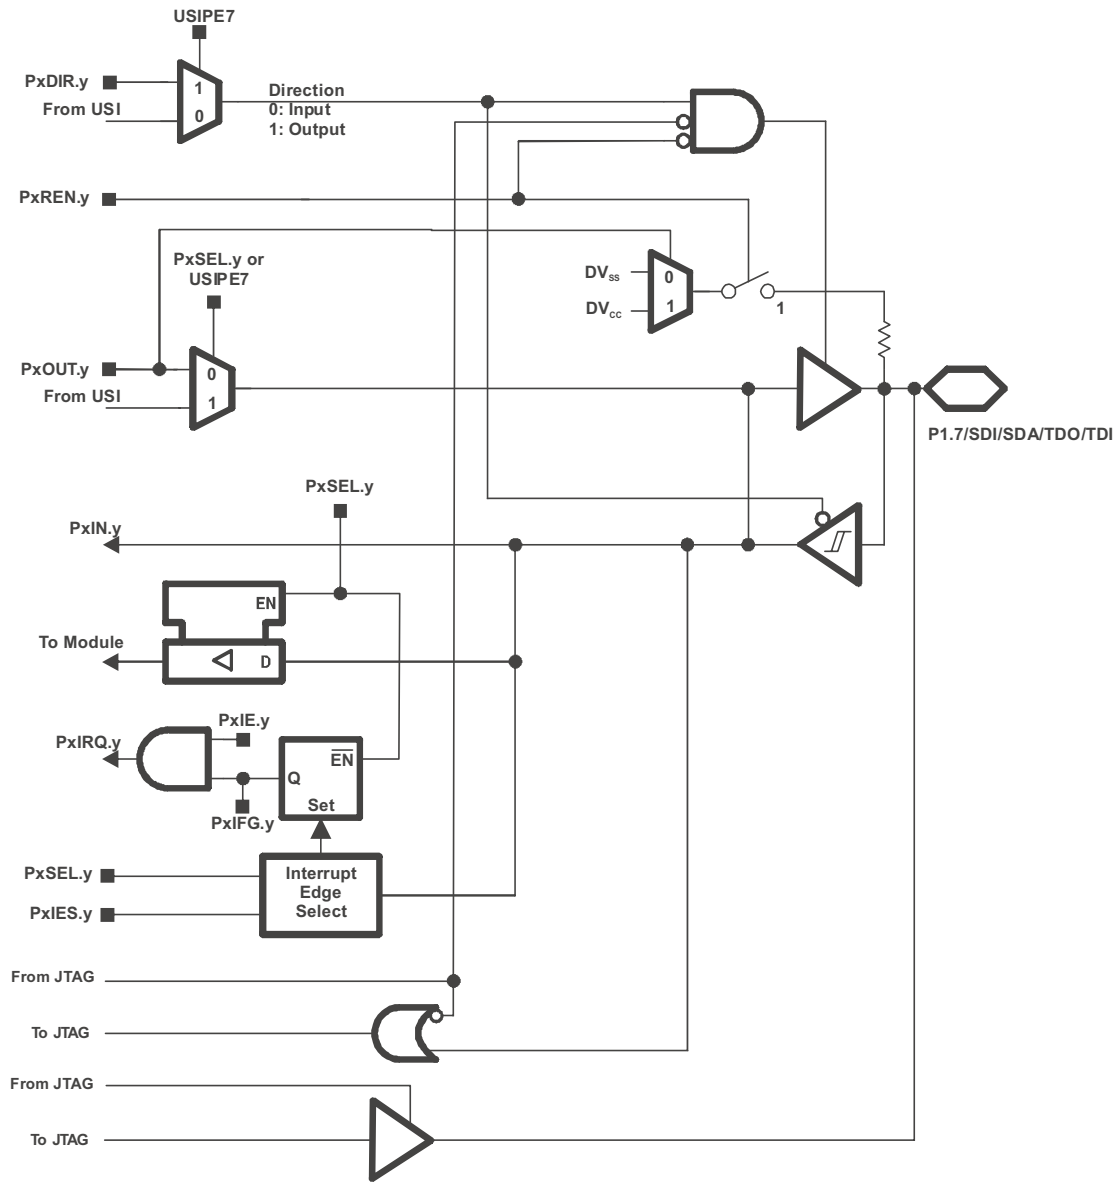 USIPE7
PxDIR.y
From USI
1
0
Direction
0: Input
1: Output
PxREN.y
PxSEL.y or
USIPE7
DVSS
DVCC
0
1
1
PxOUT.y
From USI
0
1
P1.7/SDI/SDA/TDO/TDI
PxSEL.y
PxIN.y
EN
To Module
D
PxIE.y
PxIRQ.y
EN
Q
Set
PxIFG.y
PxSEL.y
PxIES.y
Interrupt
Edge
Select
From JTAG
To JTAG
From JTAG
To JTAG